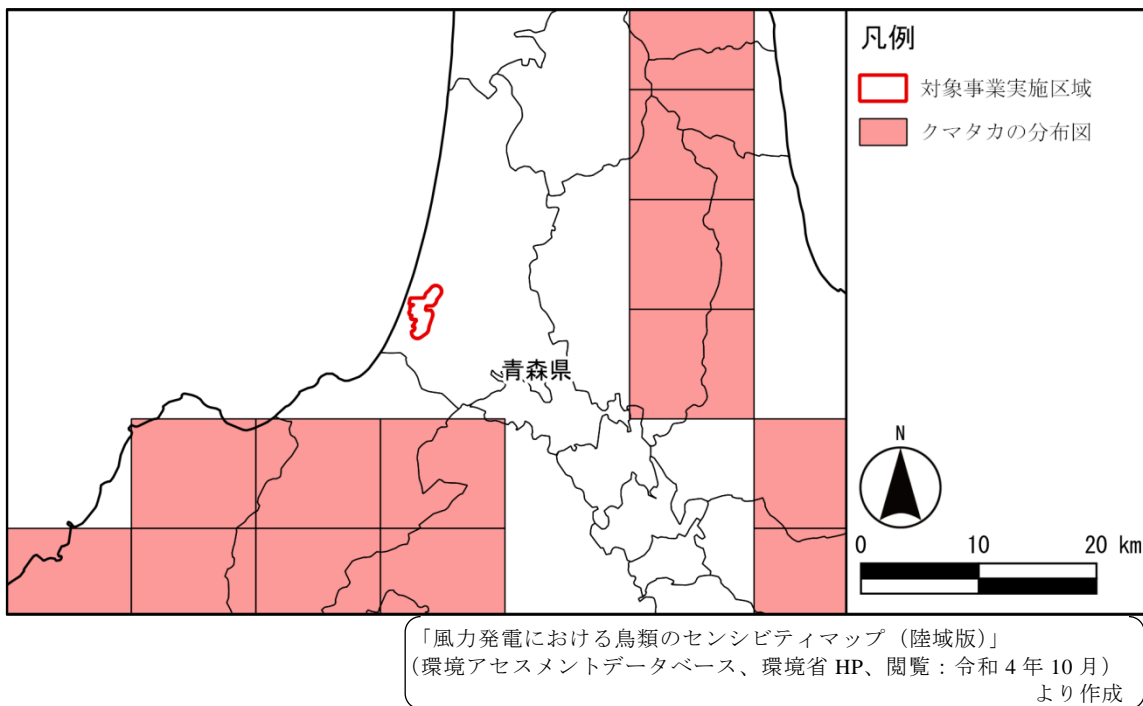 凡例
対象事業実施区域
クマタカの分布図
青森県
N
0 10 20 km
「風力発電における鳥類のセンシビティマップ（陸域版）」
（環境アセスメントデータベース、環境省 HP、閲覧：令和 4 年 10 月）
より作成